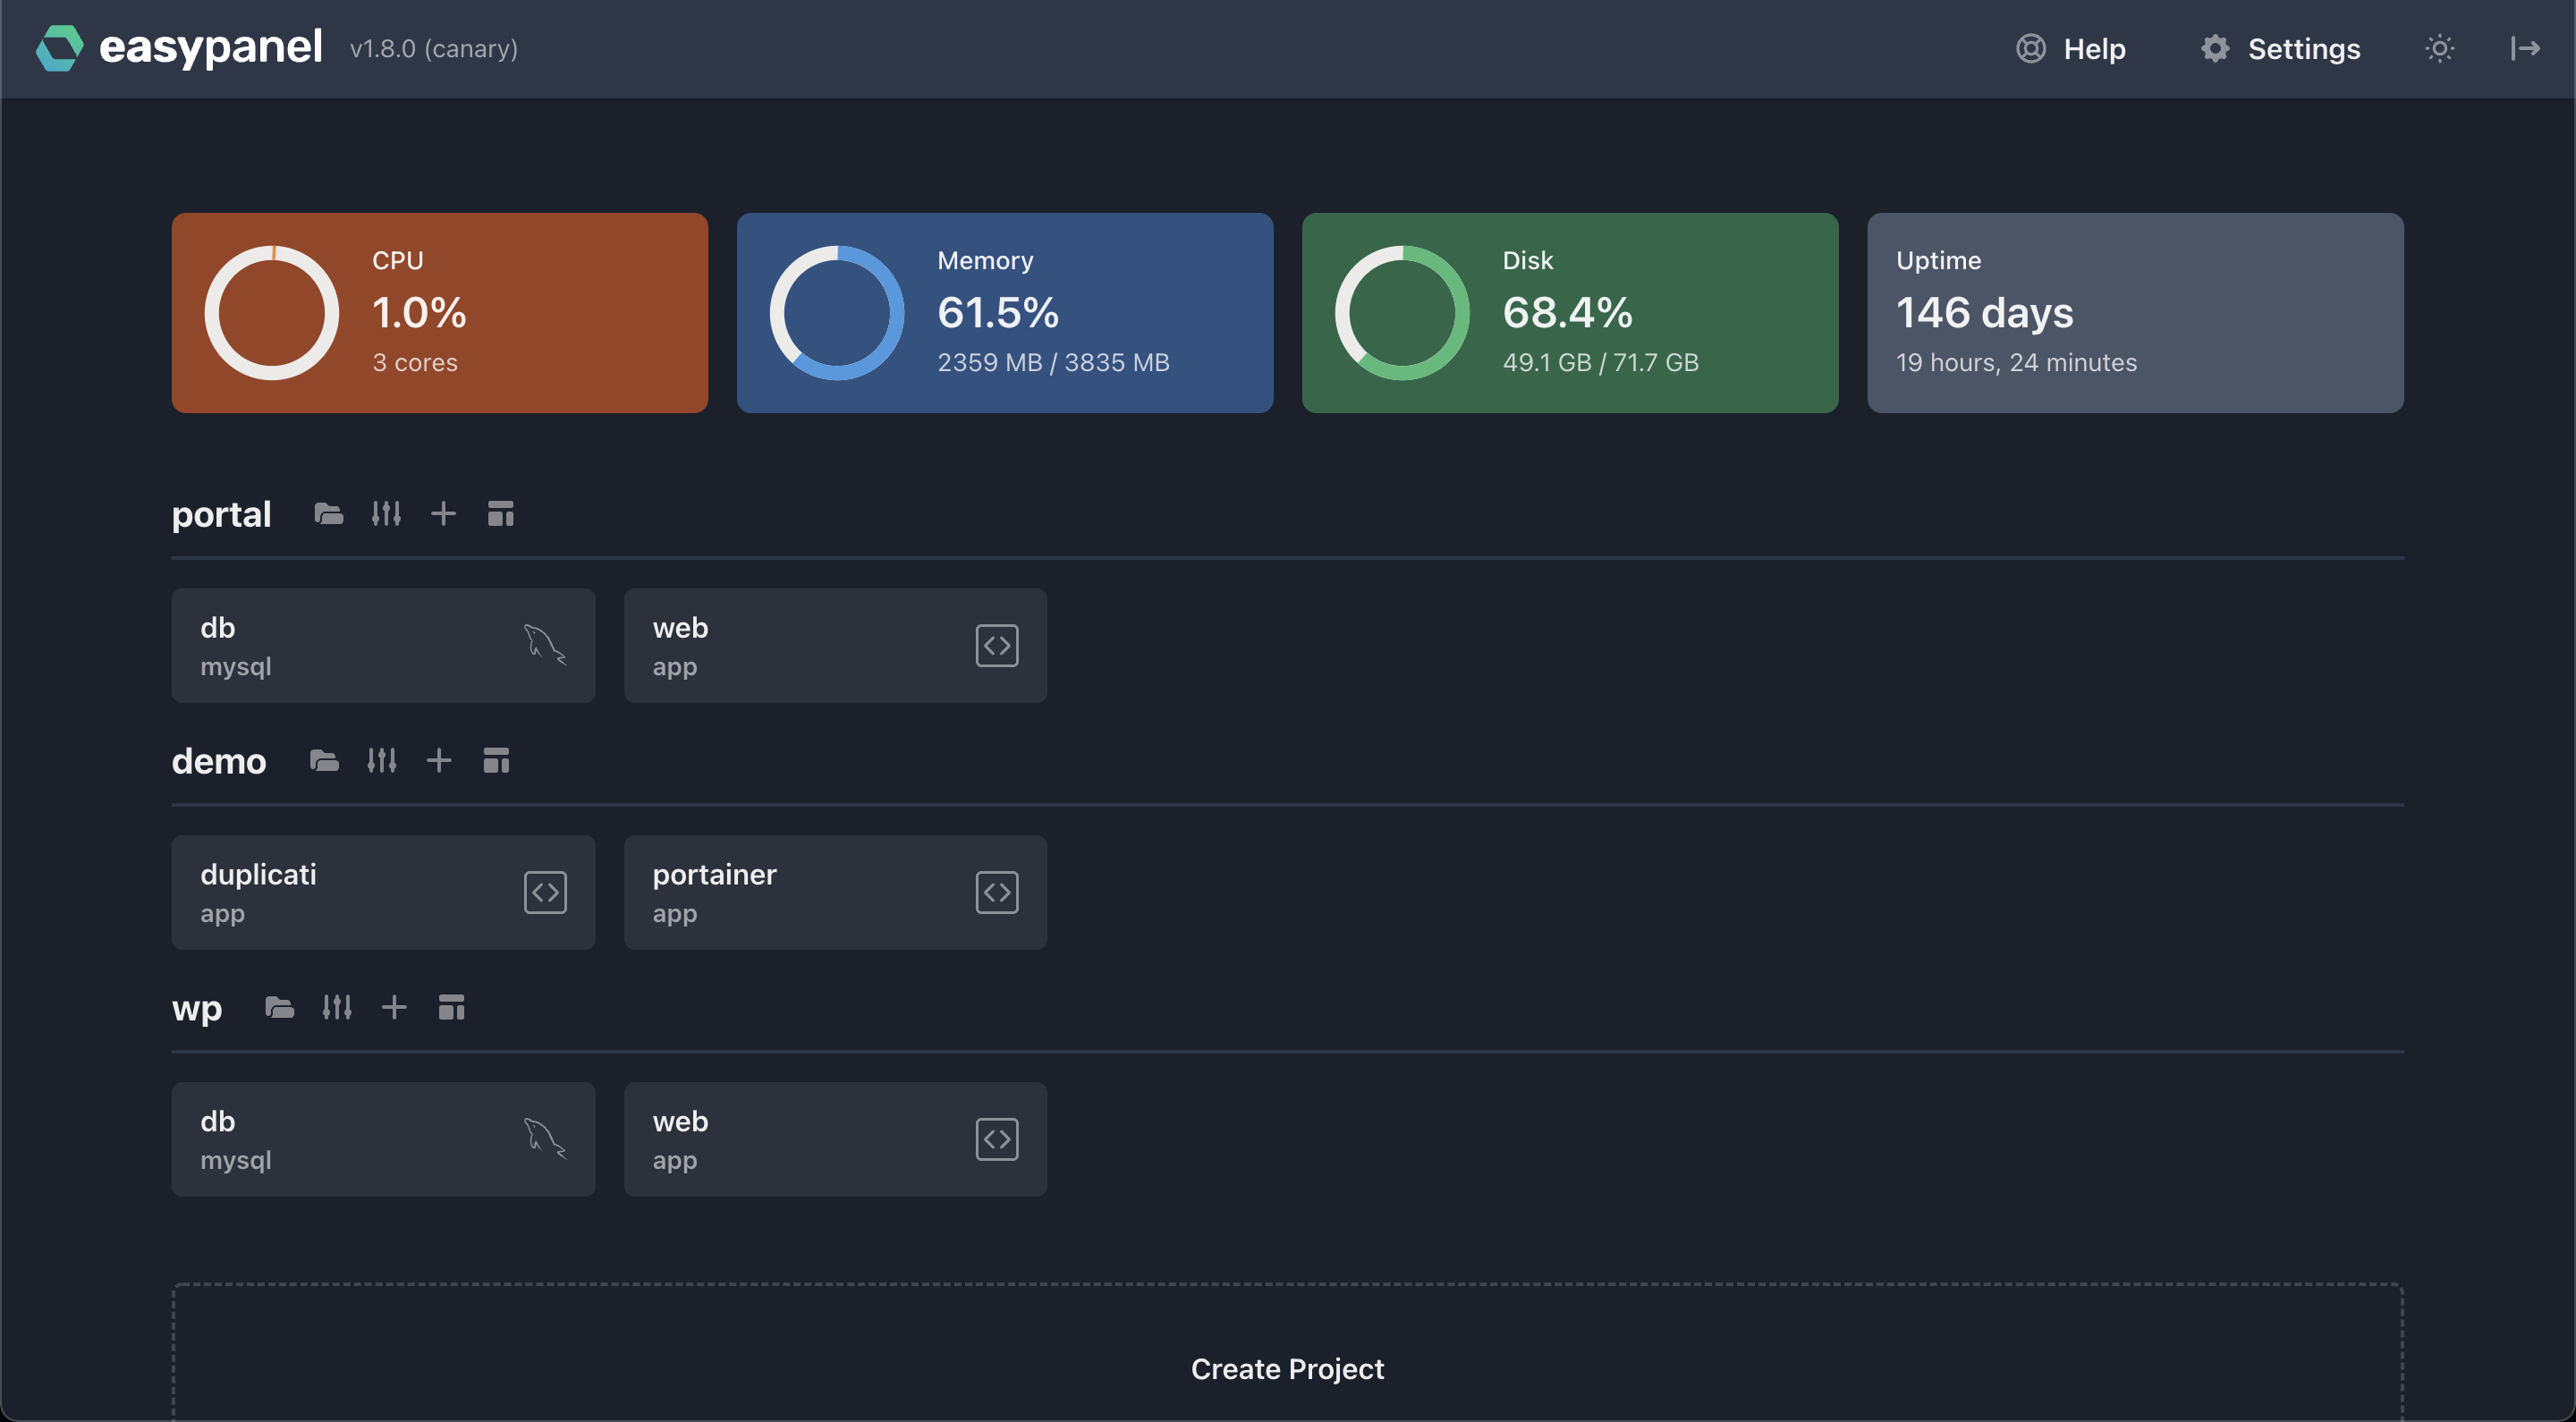 easypanel v1.8.0 (canary) Help Settings
CPU
1.0%
3 cores
Memory
61.5%
2359 MB / 3835 MB
Disk
68.4%
49.1 GB / 71.7 GB
Uptime
146 days
19 hours, 24 minutes
portal
db
mysql
web
app
demo
duplicati
app
portainer
app
wp
db
mysql
web
app
Create Project